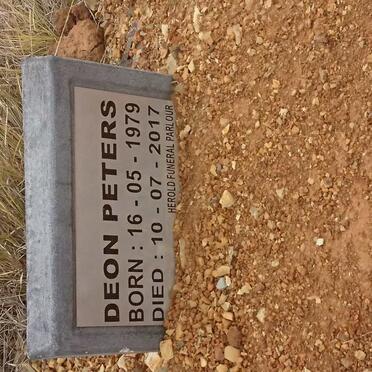 DEON PETERS
BORN : 16 - 05 - 1979
DIED : 10 - 07 - 2017
HEROLD FUNERAL PARLOUR